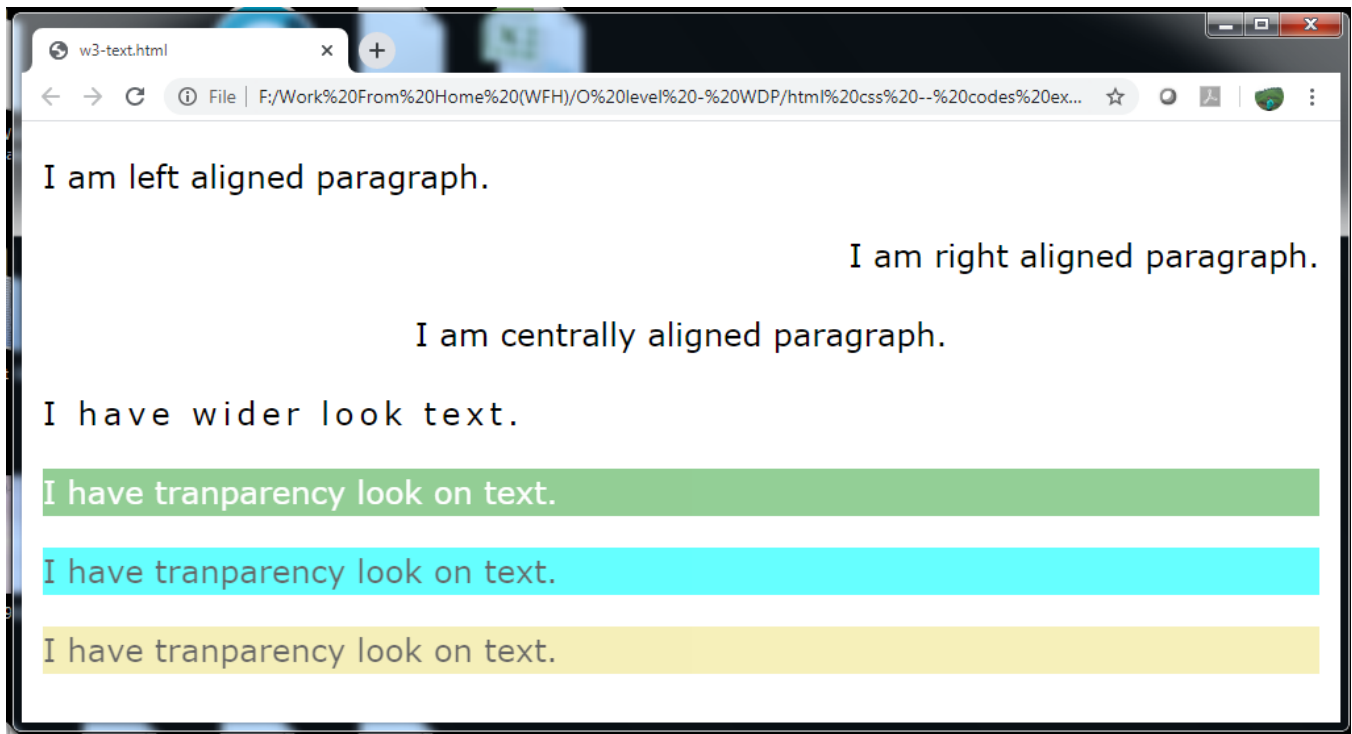 w3-text.html
File F:/Work%20From%20Home%20(WFH)/O%20level%20-%20WDP/html%20css%20--%20codes%20ex...
I am left aligned paragraph.
I am right aligned paragraph.
I am centrally aligned paragraph.
I have wider look text.
I have tranparency look on text.
I have tranparency look on text.
I have tranparency look on text.